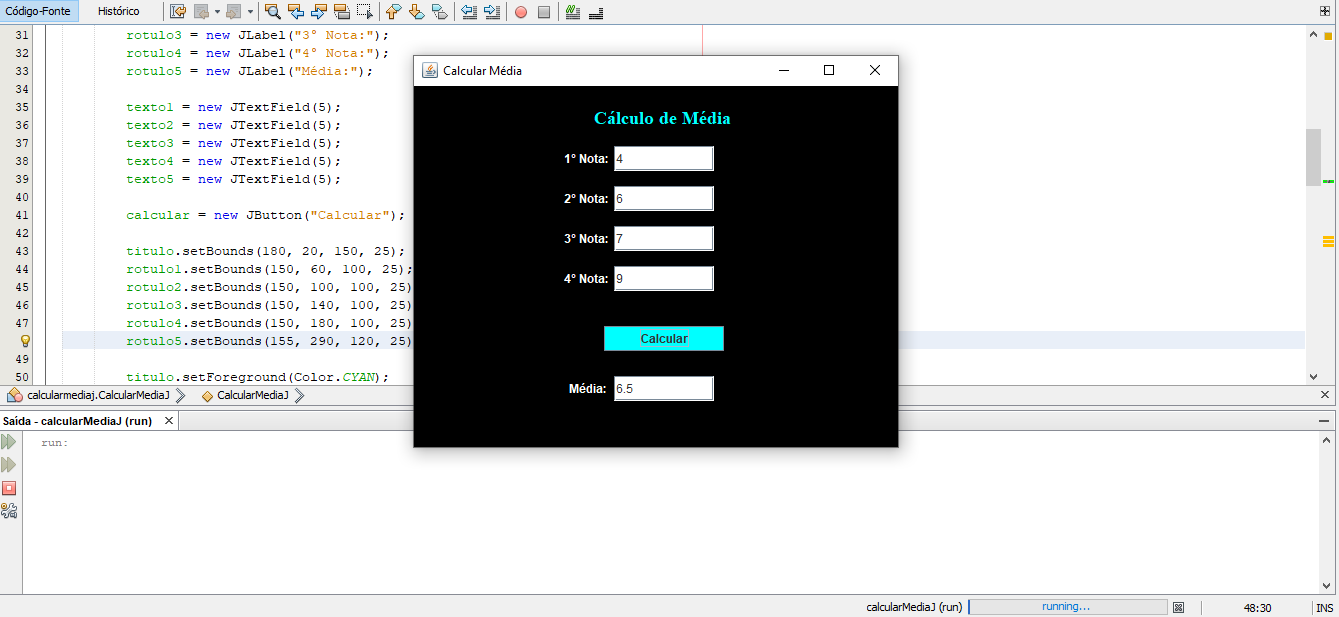 Código-Fonte Histórico
31 rotulo3 = new JLabel("3° Nota:");
32 rotulo4 = new JLabel("4° Nota:");
33 rotulo5 = new JLabel("Média:");
34
35 texto1 = new JTextField(5);
36 texto2 = new JTextField(5);
37 texto3 = new JTextField(5);
38 texto4 = new JTextField(5);
39 texto5 = new JTextField(5);
40
41 calcular = new JButton("Calcular");
42
43 titulo.setBounds(180, 20, 150, 25);
44 rotulo1.setBounds(150, 60, 100, 25);
45 rotulo2.setBounds(150, 100, 100, 25)
46 rotulo3.setBounds(150, 140, 100, 25)
47 rotulo4.setBounds(150, 180, 100, 25)
rotulo5.setBounds(155, 290, 120, 25)
49
50 titulo.setForeground(Color.CYAN);
Calcular Média
Cálculo de Média
1° Nota: 4
2° Nota: 6
3° Nota: 7
4° Nota: 9
Calcular
Média: 6.5
calcularmediaj.CalcularMediaJ CalcularMediaJ
Saída - calcularMediaJ (run)
run:
calcularMediaJ (run) running... 48:30 INS